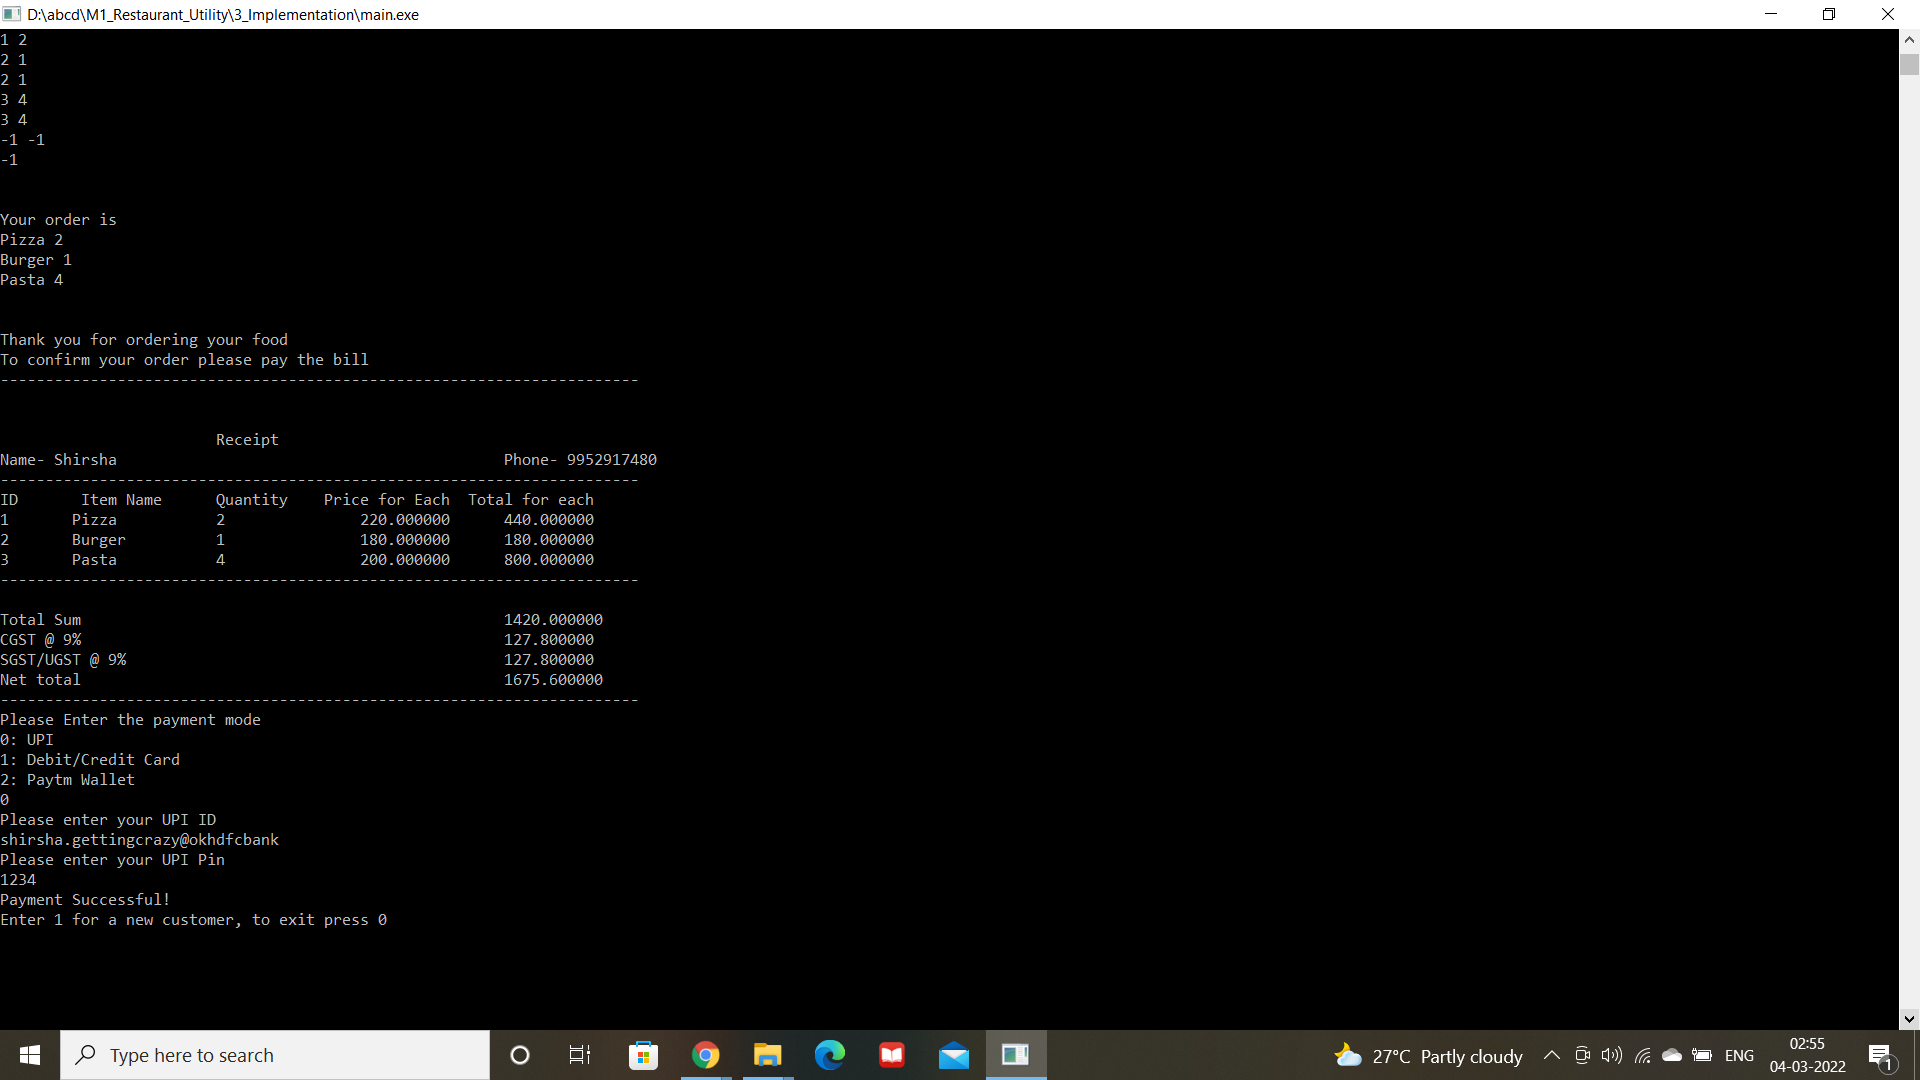 D:\abcd\M1_Restaurant_Utility\3_Implementation\main.exe
1 2
2 1
2 1
3 4
3 4
-1 -1
-1
Your order is
Pizza 2
Burger 1
Pasta 4
Thank you for ordering your food
To confirm your order please pay the bill
-----------------------------------------------------------------------
Receipt
Name- Shirsha Phone- 9952917480
-----------------------------------------------------------------------
ID Item Name Quantity Price for Each Total for each
1 Pizza 2 220.000000 440.000000
2 Burger 1 180.000000 180.000000
3 Pasta 4 200.000000 800.000000
-----------------------------------------------------------------------
Total Sum 1420.000000
CGST @ 9% 127.800000
SGST/UGST @ 9% 127.800000
Net total 1675.600000
-----------------------------------------------------------------------
Please Enter the payment mode
0: UPI
1: Debit/Credit Card
2: Paytm Wallet
0
Please enter your UPI ID
shirsha.gettingcrazy@okhdfcbank
Please enter your UPI Pin
1234
Payment Successful!
Enter 1 for a new customer, to exit press 0
Type here to search
27°C Partly cloudy
ENG
02:55
04-03-2022
1